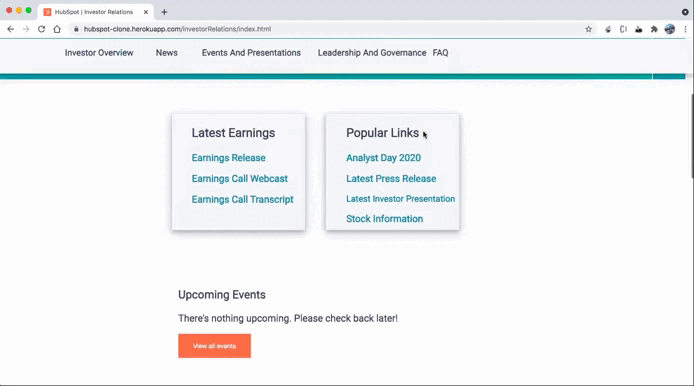 HubSpot | Investor Relations
hubspot-clone.herokuapp.com/investorRelations/index.html
Investor Overview News Events And Presentations Leadership And Governance FAQ
Latest Earnings
Earnings Release
Earnings Call Webcast
Earnings Call Transcript
Popular Links
Analyst Day 2020
Latest Press Release
Latest Investor Presentation
Stock Information
Upcoming Events
There's nothing upcoming. Please check back later!
View all events